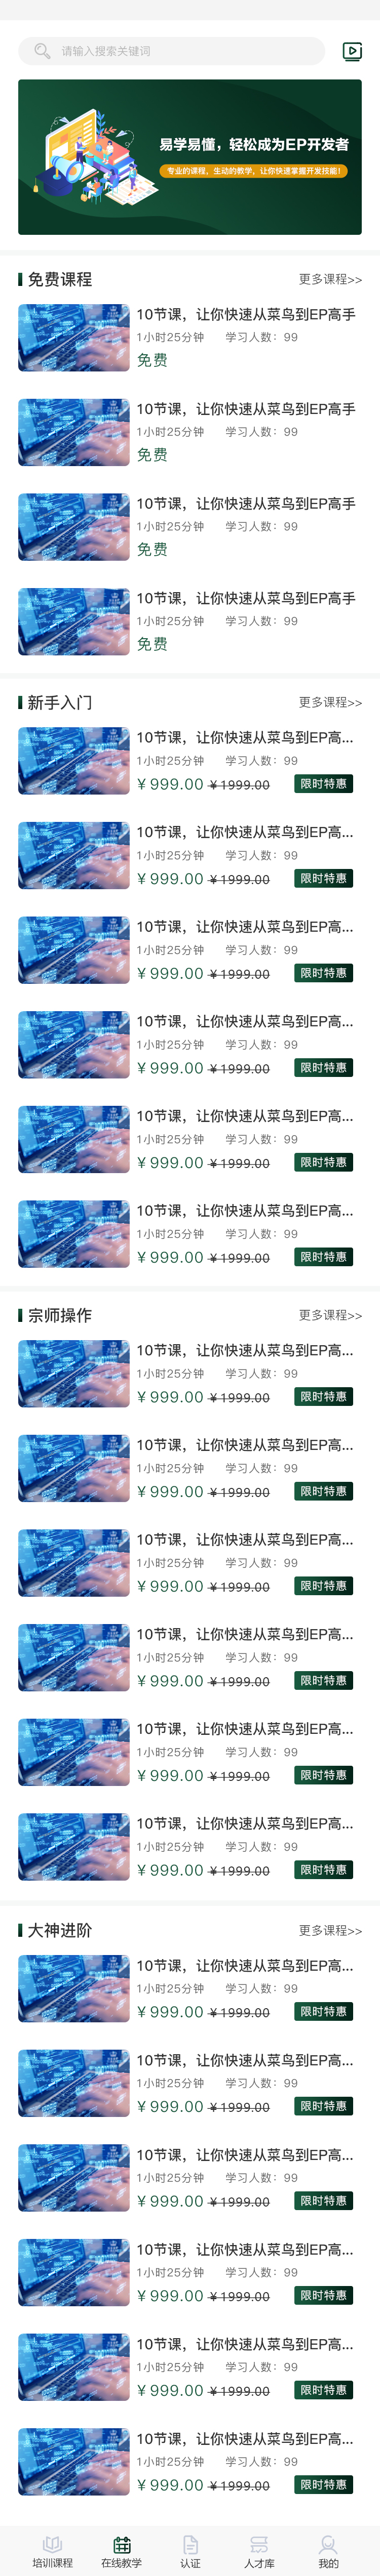 请输入搜索关键词
易学易懂，轻松成为EP开发者
专业的课程，生动的教学，让你快速掌握开发技能！
免费课程 更多课程>>
10节课，让你快速从菜鸟到EP高手
1小时25分钟 学习人数：99
免费
10节课，让你快速从菜鸟到EP高手
1小时25分钟 学习人数：99
免费
10节课，让你快速从菜鸟到EP高手
1小时25分钟 学习人数：99
免费
10节课，让你快速从菜鸟到EP高手
1小时25分钟 学习人数：99
免费
新手入门 更多课程>>
10节课，让你快速从菜鸟到EP高...
1小时25分钟 学习人数：99
￥999.00 ￥1999.00 限时特惠
10节课，让你快速从菜鸟到EP高...
1小时25分钟 学习人数：99
￥999.00 ￥1999.00 限时特惠
10节课，让你快速从菜鸟到EP高...
1小时25分钟 学习人数：99
￥999.00 ￥1999.00 限时特惠
10节课，让你快速从菜鸟到EP高...
1小时25分钟 学习人数：99
￥999.00 ￥1999.00 限时特惠
10节课，让你快速从菜鸟到EP高...
1小时25分钟 学习人数：99
￥999.00 ￥1999.00 限时特惠
10节课，让你快速从菜鸟到EP高...
1小时25分钟 学习人数：99
￥999.00 ￥1999.00 限时特惠
宗师操作 更多课程>>
10节课，让你快速从菜鸟到EP高...
1小时25分钟 学习人数：99
￥999.00 ￥1999.00 限时特惠
10节课，让你快速从菜鸟到EP高...
1小时25分钟 学习人数：99
￥999.00 ￥1999.00 限时特惠
10节课，让你快速从菜鸟到EP高...
1小时25分钟 学习人数：99
￥999.00 ￥1999.00 限时特惠
10节课，让你快速从菜鸟到EP高...
1小时25分钟 学习人数：99
￥999.00 ￥1999.00 限时特惠
10节课，让你快速从菜鸟到EP高...
1小时25分钟 学习人数：99
￥999.00 ￥1999.00 限时特惠
10节课，让你快速从菜鸟到EP高...
1小时25分钟 学习人数：99
￥999.00 ￥1999.00 限时特惠
大神进阶 更多课程>>
10节课，让你快速从菜鸟到EP高...
1小时25分钟 学习人数：99
￥999.00 ￥1999.00 限时特惠
10节课，让你快速从菜鸟到EP高...
1小时25分钟 学习人数：99
￥999.00 ￥1999.00 限时特惠
10节课，让你快速从菜鸟到EP高...
1小时25分钟 学习人数：99
￥999.00 ￥1999.00 限时特惠
10节课，让你快速从菜鸟到EP高...
1小时25分钟 学习人数：99
￥999.00 ￥1999.00 限时特惠
10节课，让你快速从菜鸟到EP高...
1小时25分钟 学习人数：99
￥999.00 ￥1999.00 限时特惠
10节课，让你快速从菜鸟到EP高...
1小时25分钟 学习人数：99
￥999.00 ￥1999.00 限时特惠
培训课程 在线教学 认证 人才库 我的